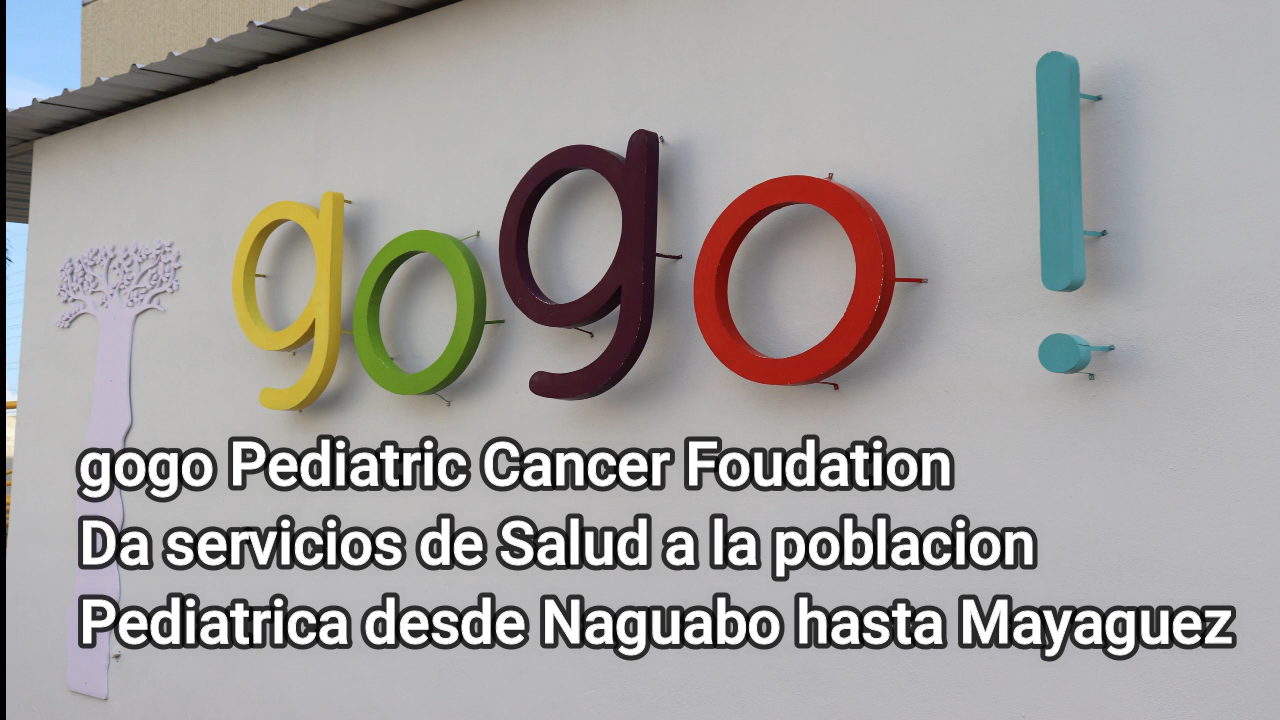 gogo!
gogo Pediatric Cancer Foudation
Da servicios de Salud a la poblacion
Pediatrica desde Naguabo hasta Mayaguez